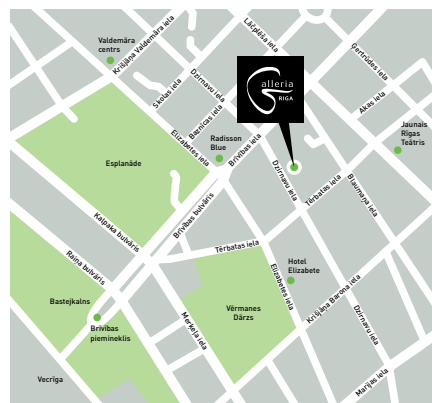 Valdemāra
centrs
Krišjāņa Valdemāra iela
Lāčplēša iela
Ģertrūdes iela
Skolas iela
Dzirnavu iela
Baznīcas iela
Galleria
RIGA
Akas iela
Jaunais
Rīgas
Teātris
Elizabetes iela
Radisson
Blue
Brīvības iela
Esplanāde
Dzirnavu iela
Tērbatas iela
Blaumaņa iela
Kalpaka bulvāris
Brīvības bulvāris
Tērbatas iela
Raiņa bulvāris
Elizabetes iela
Hotel
Elizabete
Bastejkalns
Brīvības
piemineklis
Merķeļa iela
Vērmanes
Dārzs
Krišjāņa Barona iela
Dzirnavu iela
Vecrīga
Marijas iela